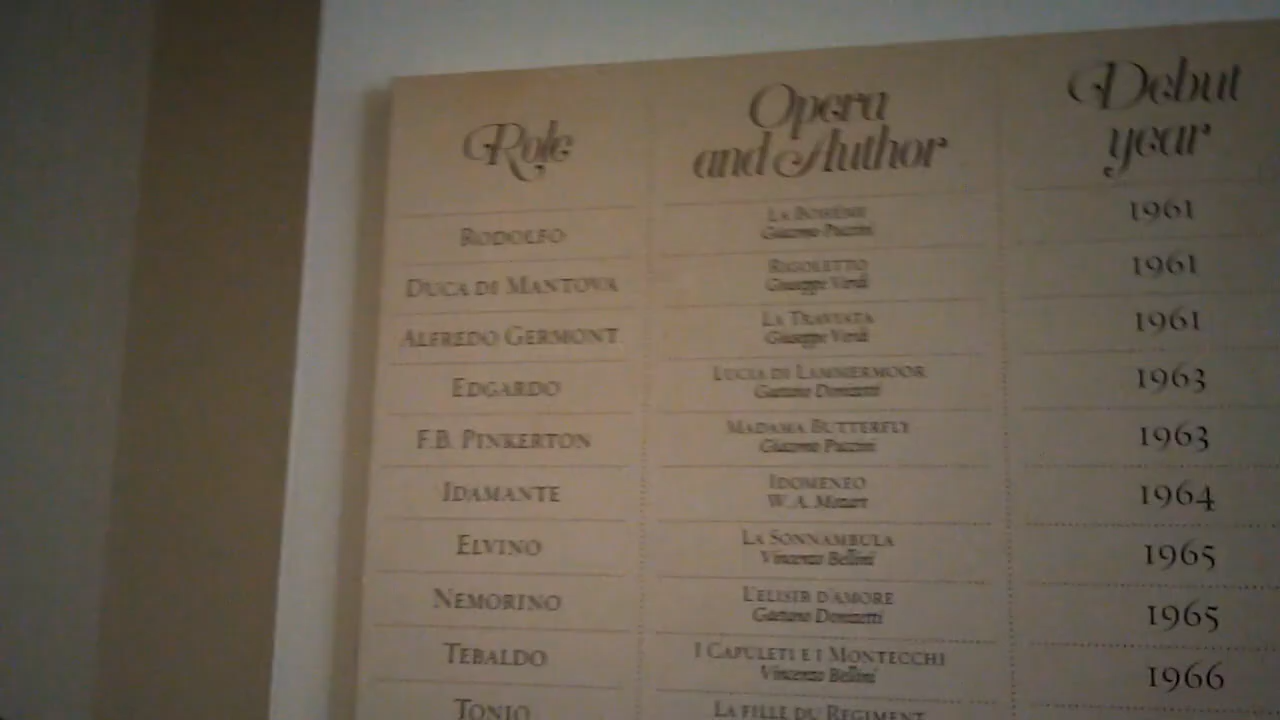 Role
Opera
and Author
Debut
year
RODOLFO
LA BOHÈME
Giacomo Puccini
1961
DUCA DI MANTOVA
RIGOLETTO
Giuseppe Verdi
1961
ALFREDO GERMONT
LA TRAVIATA
Giuseppe Verdi
1961
EDGARDO
LUCIA DI LAMMERMOOR
Gaetano Donizetti
1963
F.B. PINKERTON
MADAMA BUTTERFLY
Giacomo Puccini
1963
IDAMANTE
IDOMENEO
W. A. Mozart
1964
ELVINO
LA SONNAMBULA
Vincenzo Bellini
1965
NEMORINO
L'ELISIR D'AMORE
Gaetano Donizetti
1965
TEBALDO
I CAPULETI E I MONTECCHI
Vincenzo Bellini
1966
TONIO
LA FILLE DU RÉGIMENT